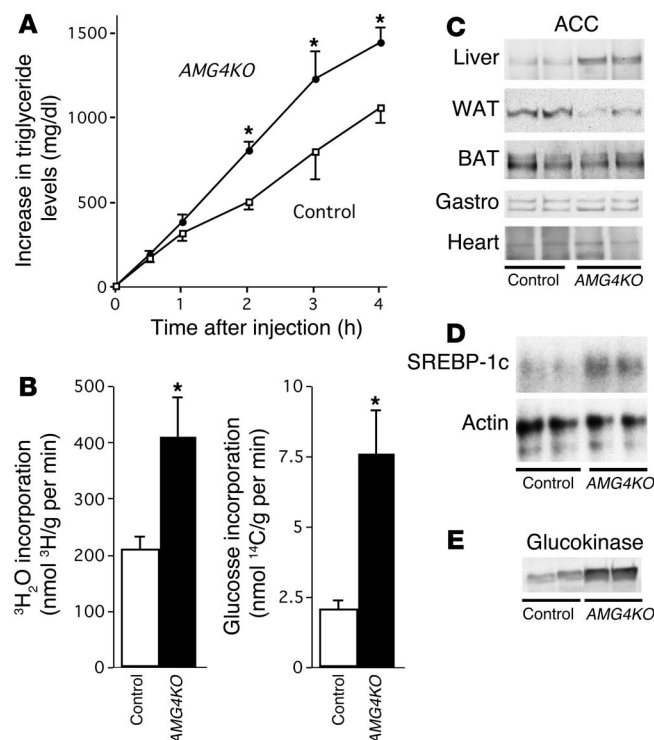 A
Increase in triglyceride
levels (mg/dl)
1500
1000
500
0
*
*
*
AMG4KO
Control
0
1
2
3
4
Time after injection (h)
B
³H₂O incorporation
(nmol ³H/g per min)
500
400
300
200
100
0
*
Control
AMG4KO
Glucosse incorporation
(nmol ¹⁴C/g per min)
10
7.5
5
2.5
0
*
Control
AMG4KO
C
ACC
Liver
WAT
BAT
Gastro
Heart
Control
AMG4KO
D
SREBP-1c
Actin
Control
AMG4KO
E
Glucokinase
Control
AMG4KO